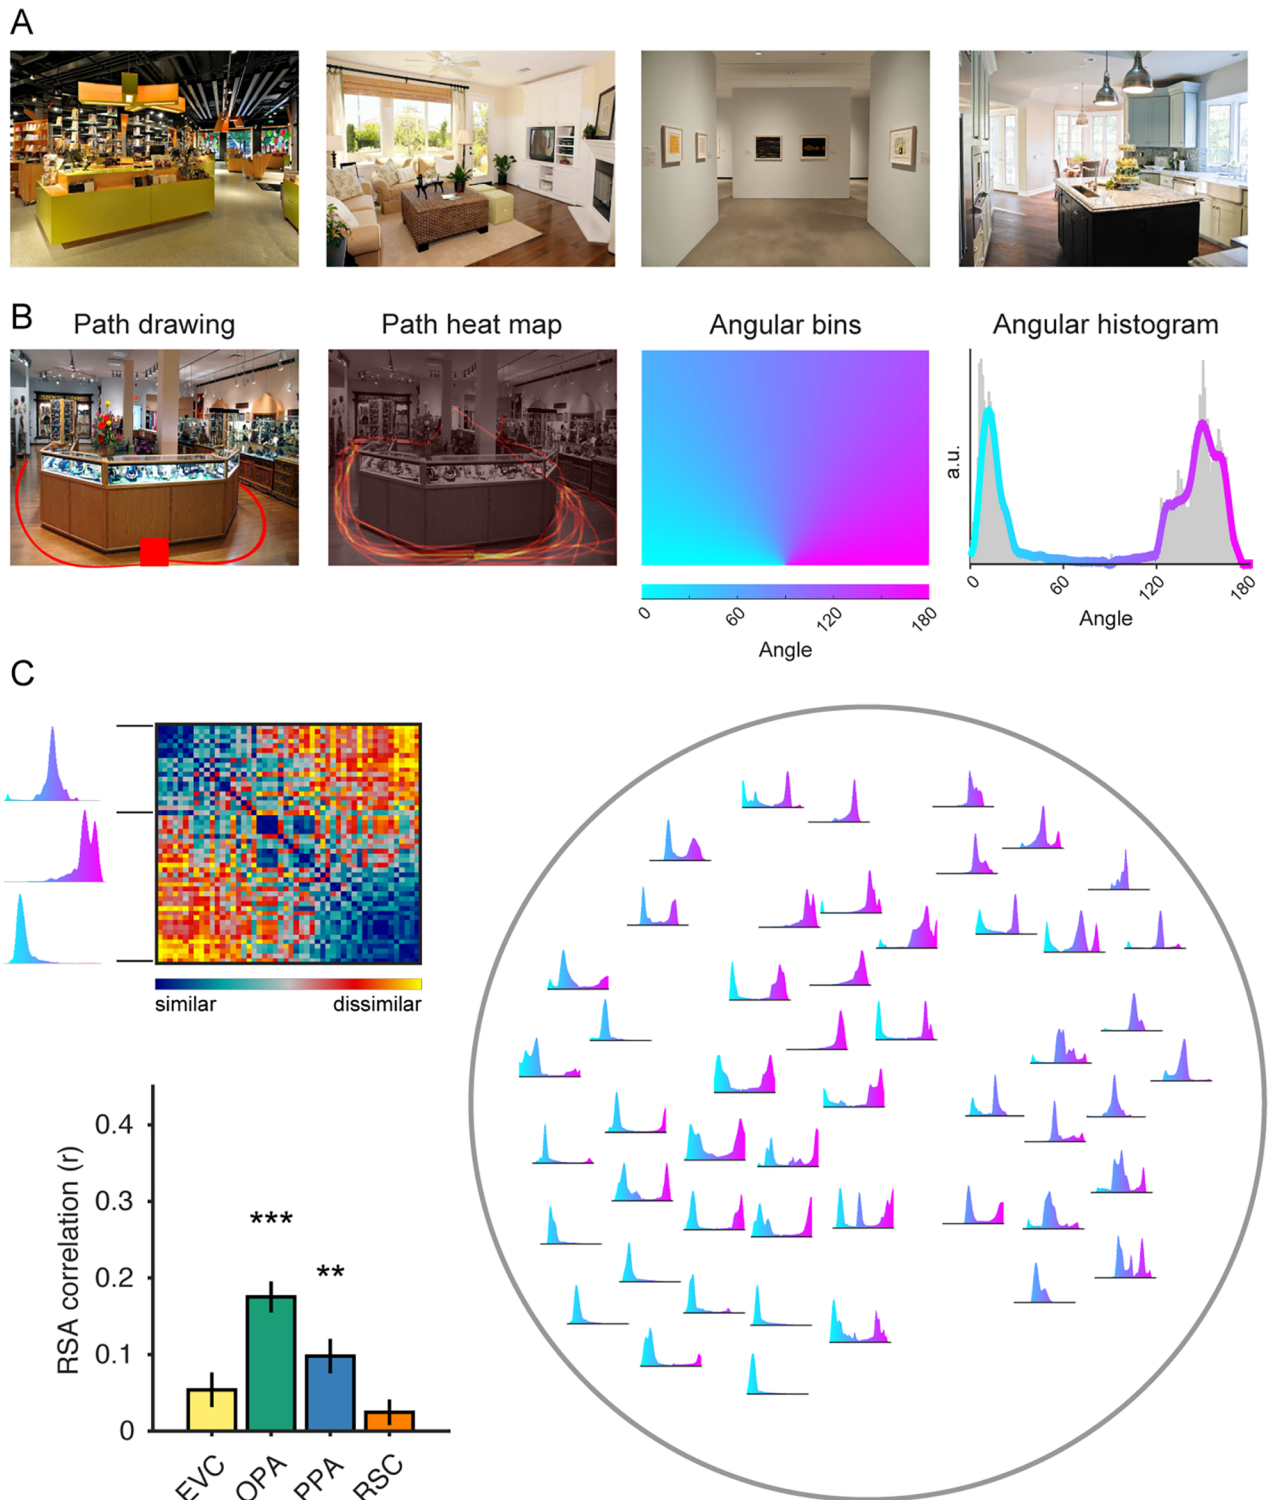 A
B
Path drawing
Path heat map
Angular bins
Angular histogram
a.u.
0
60
120
180
Angle
0
60
120
180
Angle
C
similar
dissimilar
RSA correlation (r)
0.4
0.3
0.2
0.1
0
***
**
EVC
OPA
PPA
RSC